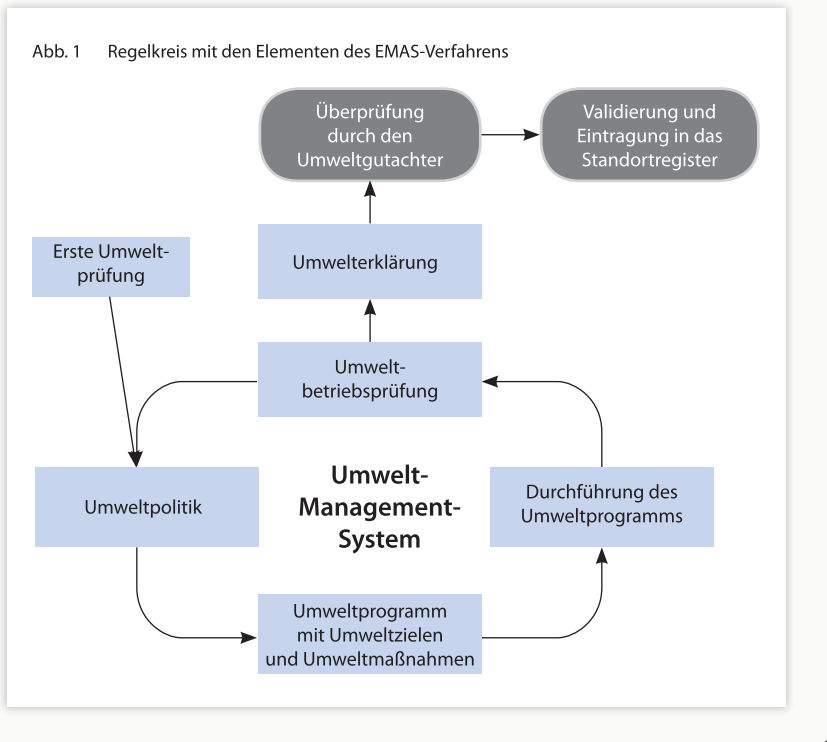 Abb. 1 Regelkreis mit den Elementen des EMAS-Verfahrens
Überprüfung
durch den
Umweltgutachter
Validierung und
Eintragung in das
Standortregister
Erste Umwelt-
prüfung
Umwelterklärung
Umwelt-
betriebsprüfung
Umweltpolitik
Umwelt-
Management-
System
Durchführung des
Umweltprogramms
Umweltprogramm
mit Umweltzielen
und Umweltmaßnahmen